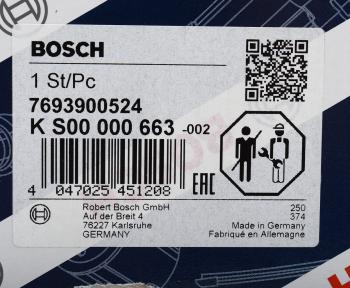 BOSCH
1 St/Pc
7693900524
K S00 000 663 -002
4 047025 451208
EAC
Robert Bosch GmbH
Auf der Breit 4
76227 Karlsruhe
GERMANY
250
374
Made in Germany
Fabriqué en Allemagne